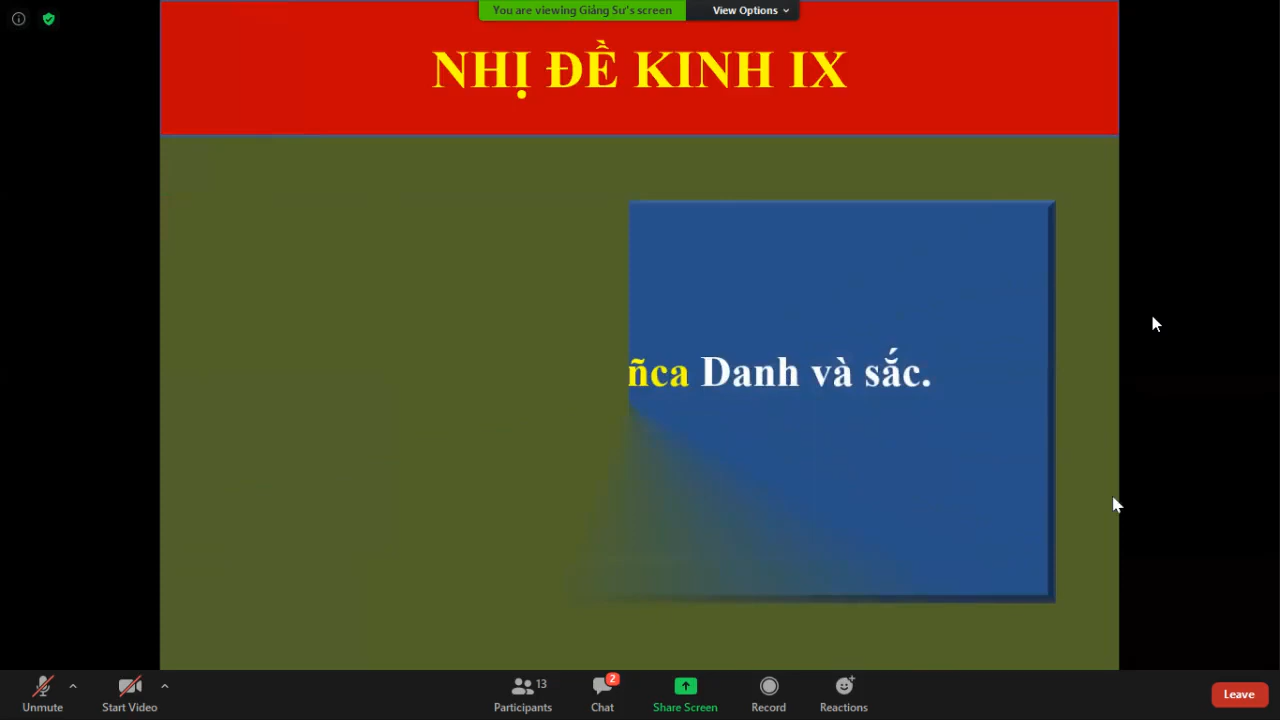 You are viewing Giảng Sư's screen View Options
NHỊ ĐỀ KINH IX
ñca Danh và sắc.
13
2
Unmute Start Video Participants Chat Share Screen Record Reactions Leave